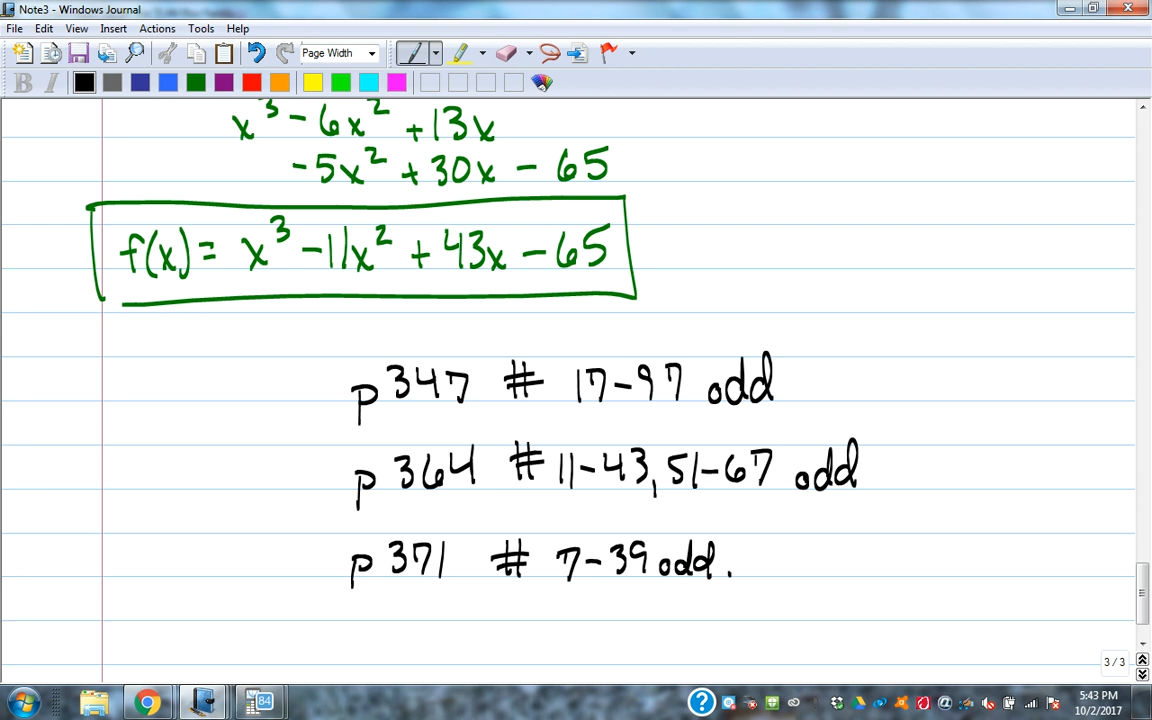 Note3 - Windows Journal
File Edit View Insert Actions Tools Help
Page Width
B I
x³ - 6x² + 13x
-5x² + 30x - 65
f(x) = x³ - 11x² + 43x - 65
p 347 # 17-97 odd
p 364 # 11-43, 51-67 odd
p 371 # 7-39 odd.
3 / 3
84
5:43 PM
10/2/2017